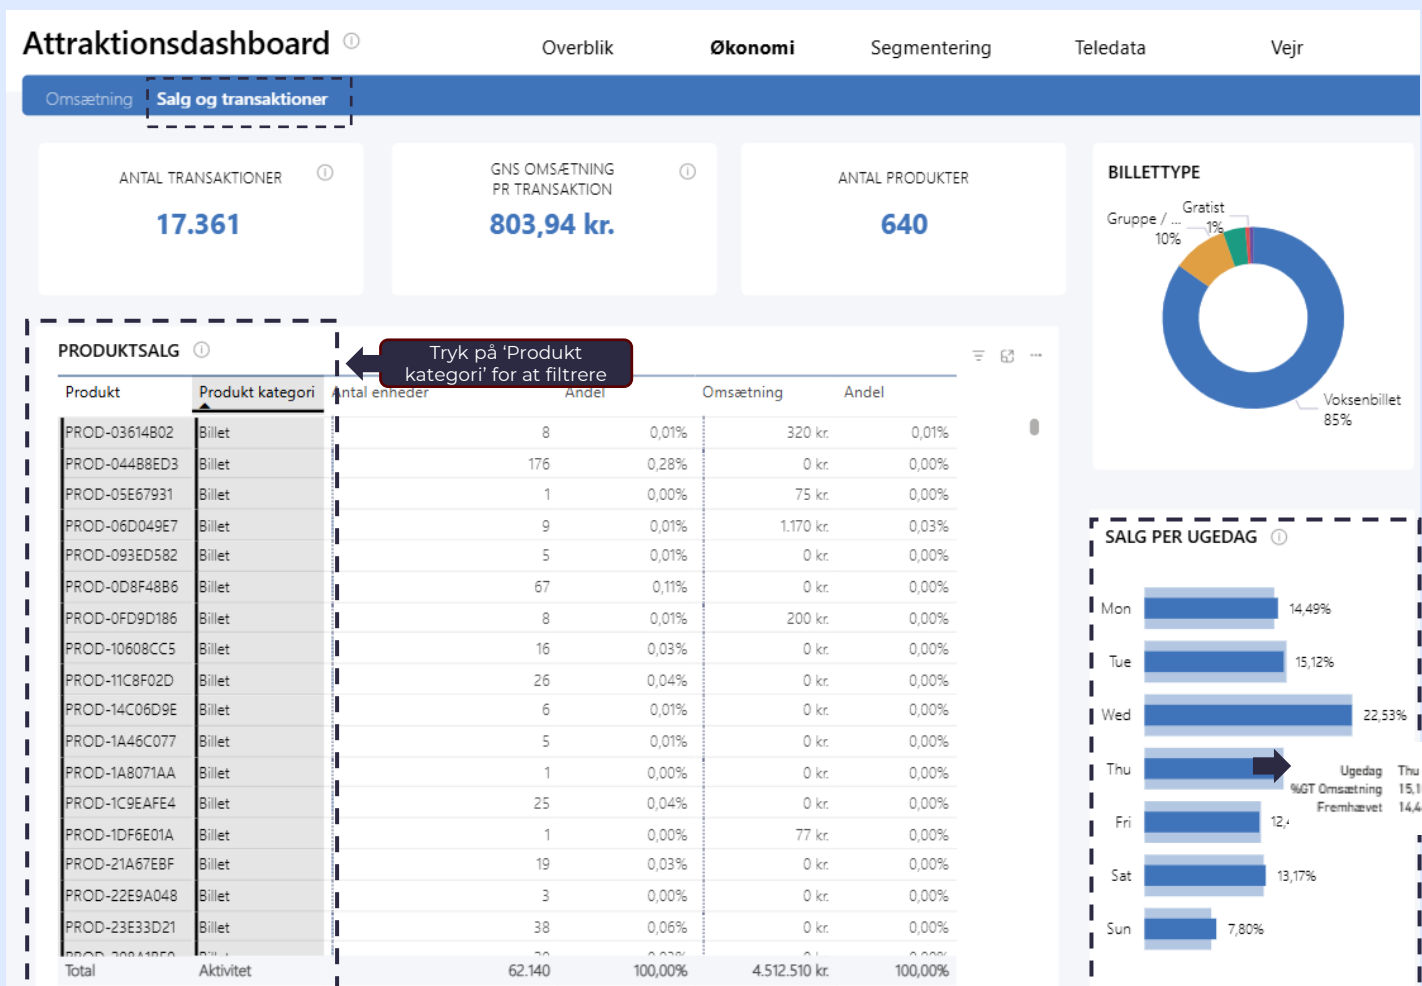 Attraktionsdashboard
Overblik
Økonomi
Segmentering
Teledata
Vejr
Omsætning
Salg og transaktioner
ANTAL TRANSAKTIONER
17.361
GNS OMSÆTNING
PR TRANSAKTION
803,94 kr.
ANTAL PRODUKTER
640
BILLETTYPE
Gratist
1%
Gruppe / ...
10%
Voksenbillet
85%
PRODUKTSALG
Tryk på ‘Produkt
kategori’ for at filtrere
Produkt Produkt kategori Antal enheder Andel Omsætning Andel
PROD-03614B02 Billet 8 0,01% 320 kr. 0,01%
PROD-044B8ED3 Billet 176 0,28% 0 kr. 0,00%
PROD-05E67931 Billet 1 0,00% 75 kr. 0,00%
PROD-06D049E7 Billet 9 0,01% 1.170 kr. 0,03%
PROD-093ED582 Billet 5 0,01% 0 kr. 0,00%
PROD-0D8F48B6 Billet 67 0,11% 0 kr. 0,00%
PROD-0FD9D186 Billet 8 0,01% 200 kr. 0,00%
PROD-10608CC5 Billet 16 0,03% 0 kr. 0,00%
PROD-11C8F02D Billet 26 0,04% 0 kr. 0,00%
PROD-14C06D9E Billet 6 0,01% 0 kr. 0,00%
PROD-1A46C077 Billet 5 0,01% 0 kr. 0,00%
PROD-1A8071AA Billet 1 0,00% 0 kr. 0,00%
PROD-1C9EAFE4 Billet 25 0,04% 0 kr. 0,00%
PROD-1DF6E01A Billet 1 0,00% 77 kr. 0,00%
PROD-21A67EBF Billet 19 0,03% 0 kr. 0,00%
PROD-22E9A048 Billet 3 0,00% 0 kr. 0,00%
PROD-23E33D21 Billet 38 0,06% 0 kr. 0,00%
Total Aktivitet 62.140 100,00% 4.512.510 kr. 100,00%
SALG PER UGEDAG
Mon 14,49%
Tue 15,12%
Wed 22,53%
Thu
Ugedag Thu
%GT Omsætning 15,1
Fremhævet 14,4
Fri 12,4
Sat 13,17%
Sun 7,80%